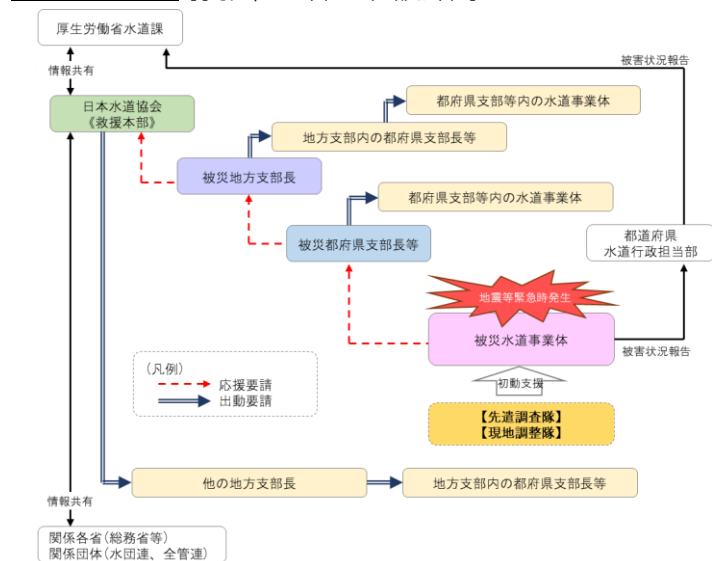 厚生労働省水道課
情報共有
被害状況報告
日本水道協会
《救援本部》
都府県支部等内の水道事業体
地方支部内の都府県支部長等
被災地方支部長
都府県支部等内の水道事業体
被災都府県支部長等
都道府県
水道行政担当部
地震等緊急時発生
被災水道事業体
被害状況報告
(凡例)
応援要請
出動要請
初動支援
【先遣調査隊】
【現地調整隊】
他の地方支部長
地方支部内の都府県支部長等
情報共有
関係各省(総務省等)
関係団体(水団連、全管連)